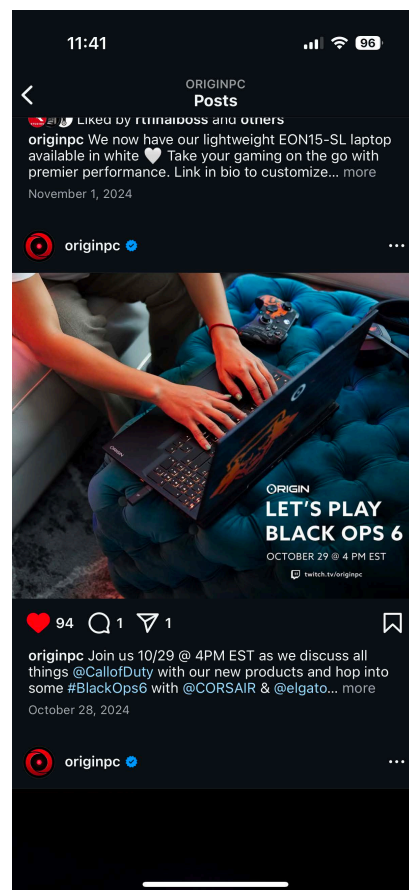 11:41
96
ORIGINPC
Posts
Liked by rthhalboss and others
originpc We now have our lightweight EON15-SL laptop
available in white 🤍 Take your gaming on the go with
premier performance. Link in bio to customize... more
November 1, 2024
originpc
ORIGIN
ORIGIN
LET'S PLAY
BLACK OPS 6
OCTOBER 29 @ 4 PM EST
twitch.tv/originpc
94 1 1
originpc Join us 10/29 @ 4PM EST as we discuss all
things @CallofDuty with our new products and hop into
some #BlackOps6 with @CORSAIR & @elgato... more
October 28, 2024
originpc